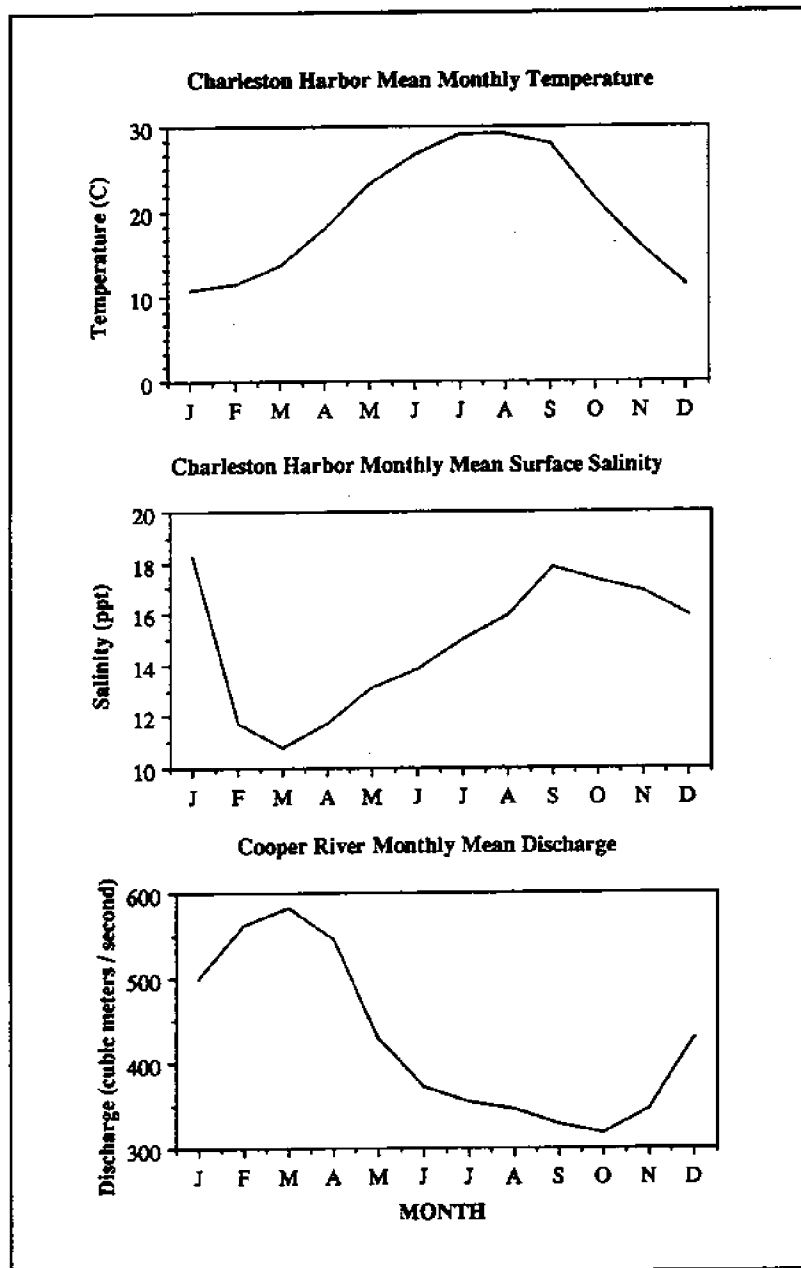 Charleston Harbor Mean Monthly Temperature
Temperature (C)
30
20
10
0
J F M A M J J A S O N D
Charleston Harbor Monthly Mean Surface Salinity
Salinity (ppt)
20
18
16
14
12
10
J F M A M J J A S O N D
Cooper River Monthly Mean Discharge
Discharge (cubic meters / second)
600
500
400
300
J F M A M J J A S O N D
MONTH